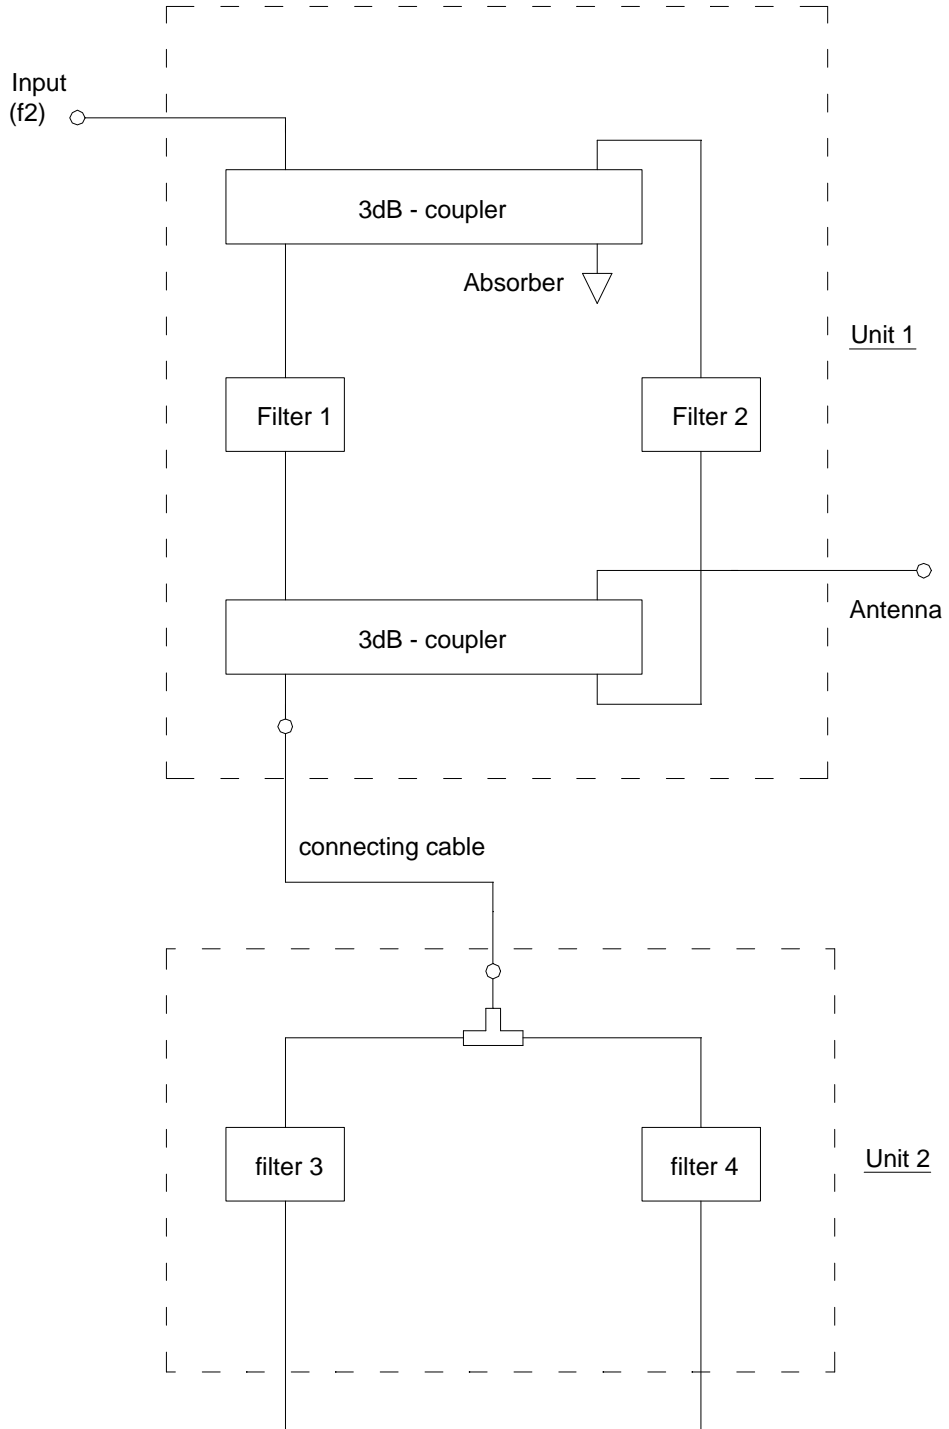 Input
(f2)
3dB - coupler
Absorber
Unit 1
Filter 1
Filter 2
3dB - coupler
Antenna
connecting cable
filter 3
filter 4
Unit 2